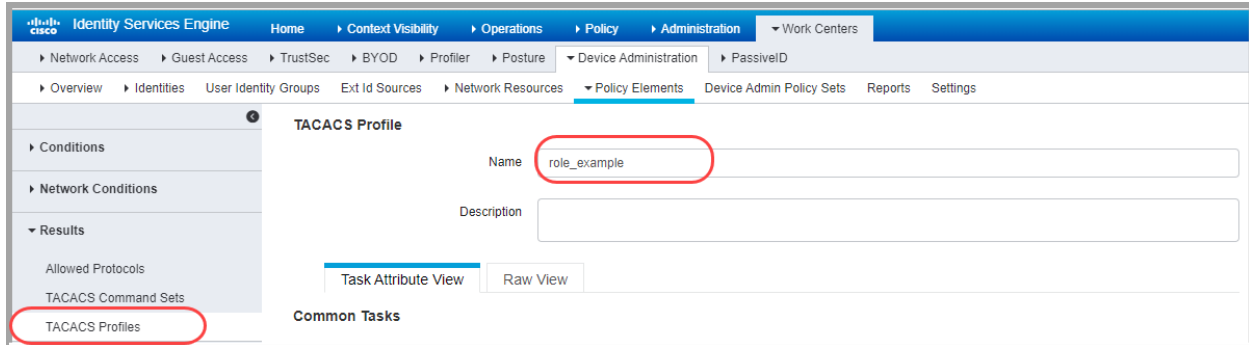 cisco Identity Services Engine Home Context Visibility Operations Policy Administration Work Centers
Network Access Guest Access TrustSec BYOD Profiler Posture Device Administration PassiveID
Overview Identities User Identity Groups Ext Id Sources Network Resources Policy Elements Device Admin Policy Sets Reports Settings
TACACS Profile
Conditions
Name role_example
Network Conditions
Description
Results
Allowed Protocols
Task Attribute View Raw View
TACACS Command Sets
Common Tasks
TACACS Profiles